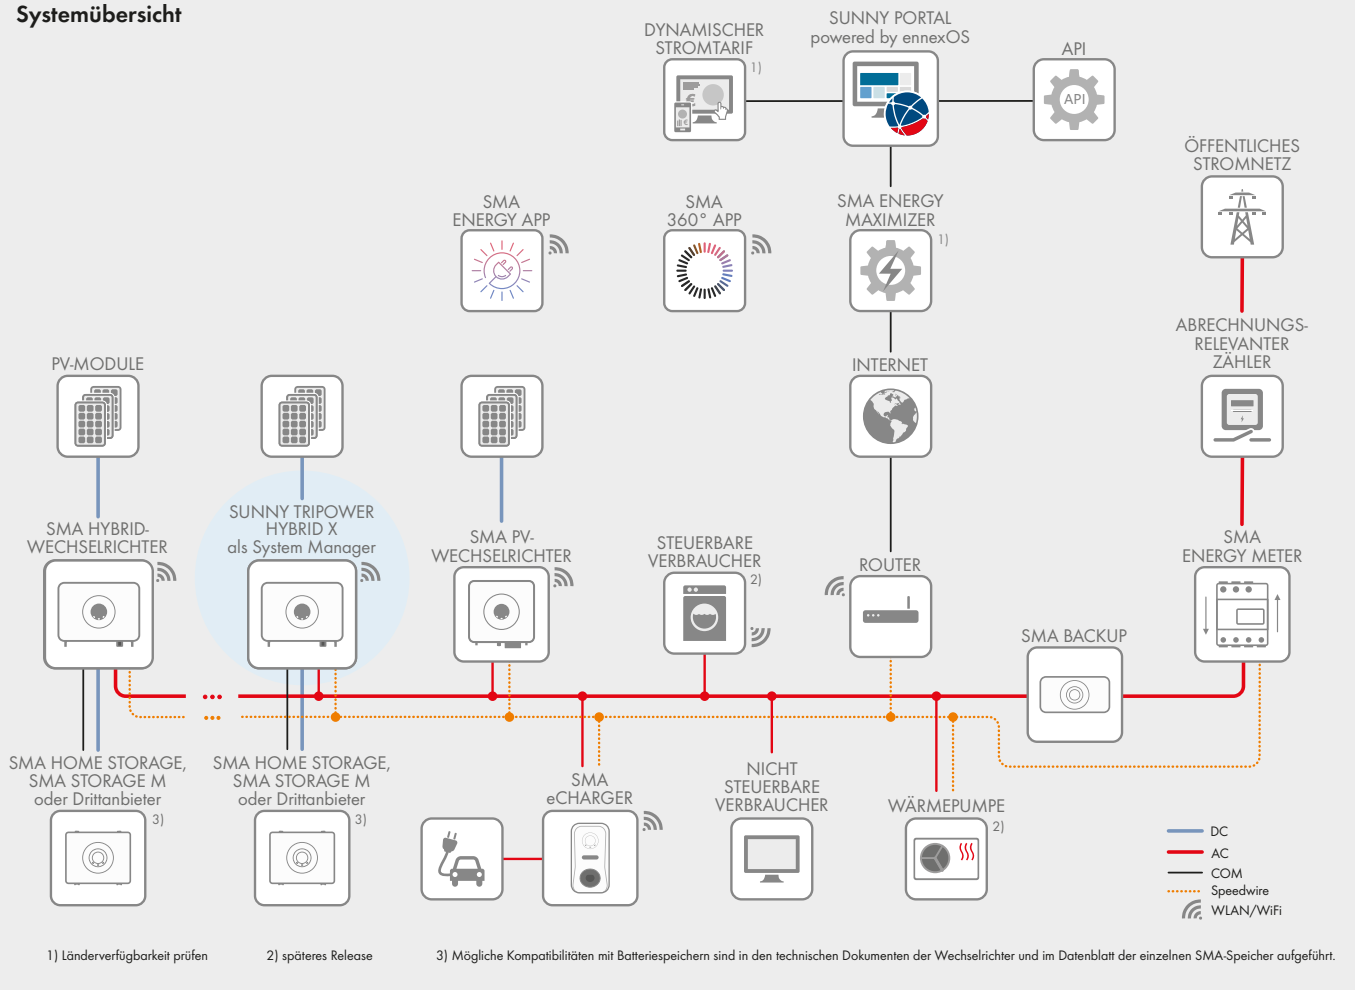 Systemübersicht
DYNAMISCHER
STROMTARIF
1)
SUNNY PORTAL
powered by ennexOS
API
API
ÖFFENTLICHES
STROMNETZ
SMA
ENERGY APP
SMA
360° APP
SMA ENERGY
MAXIMIZER
1)
ABRECHNUNGS-
RELEVANTER
ZÄHLER
PV-MODULE
INTERNET
SMA HYBRID-
WECHSELRICHTER
SUNNY TRIPOWER
HYBRID X
als System Manager
SMA PV-
WECHSELRICHTER
STEUERBARE
VERBRAUCHER
2)
ROUTER
SMA
ENERGY METER
SMA BACKUP
SMA HOME STORAGE,
SMA STORAGE M
oder Drittanbieter
3)
SMA HOME STORAGE,
SMA STORAGE M
oder Drittanbieter
3)
SMA
eCHARGER
NICHT
STEUERBARE
VERBRAUCHER
WÄRMEPUMPE
2)
DC
AC
COM
Speedwire
WLAN/WiFi
1) Länderverfügbarkeit prüfen
2) späteres Release
3) Mögliche Kompatibilitäten mit Batteriespeichern sind in den technischen Dokumenten der Wechselrichter und im Datenblatt der einzelnen SMA-Speicher aufgeführt.